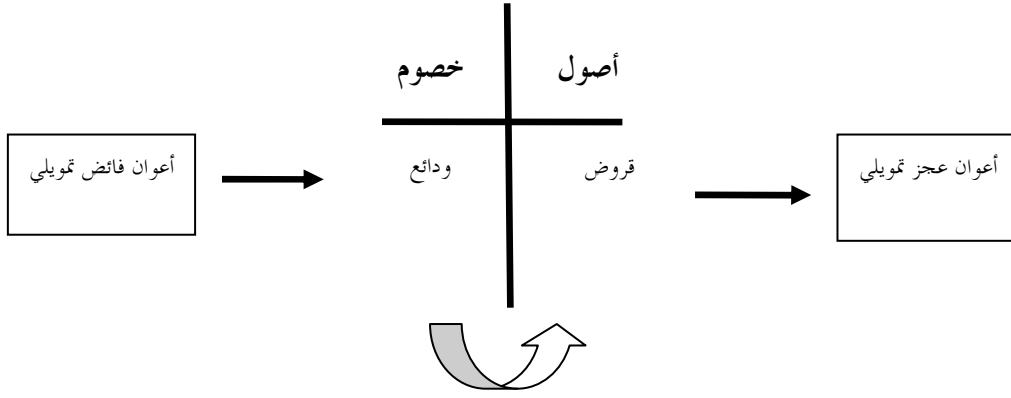 أصول
خصوم
أعوان عجز تمويلي
قروض
ودائع
أعوان فائض تمويلي